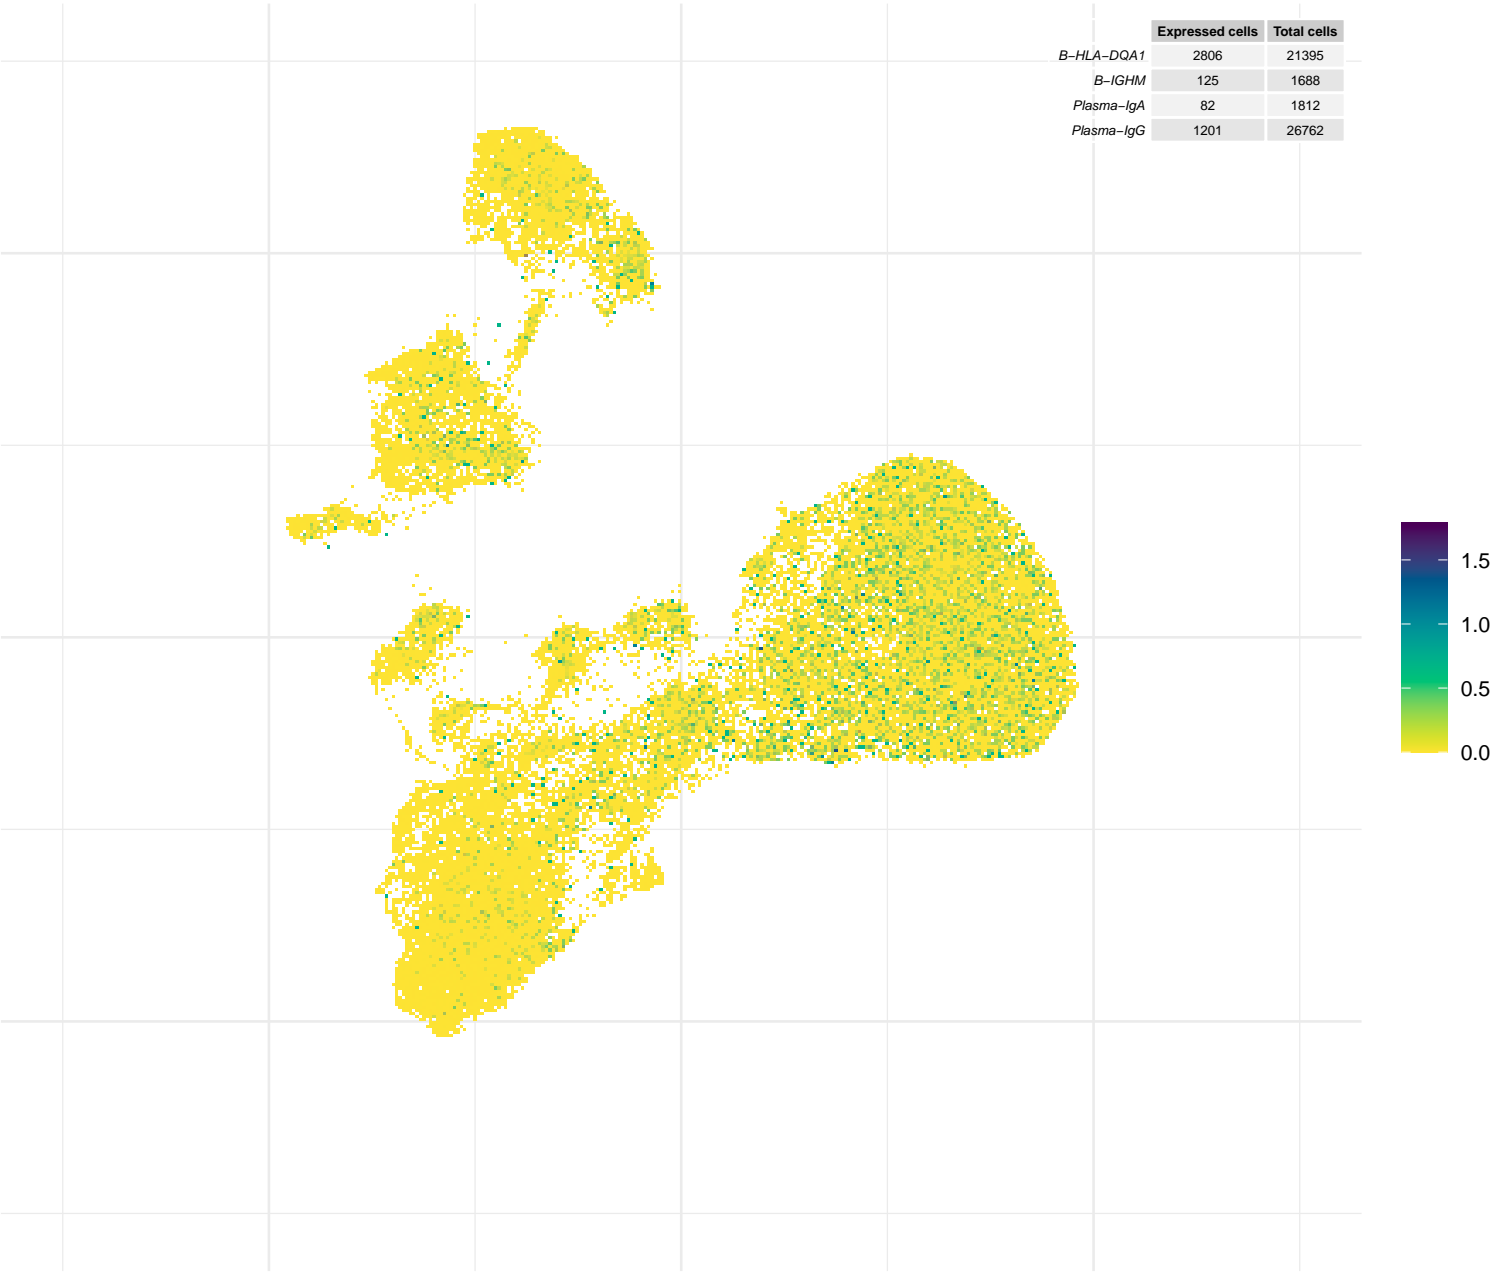 Expressed cells Total cells
B−HLA−DQA1 2806 21395
B−IGHM 125 1688
Plasma−IgA 82 1812
Plasma−IgG 1201 26762
1.5
1.0
0.5
0.0